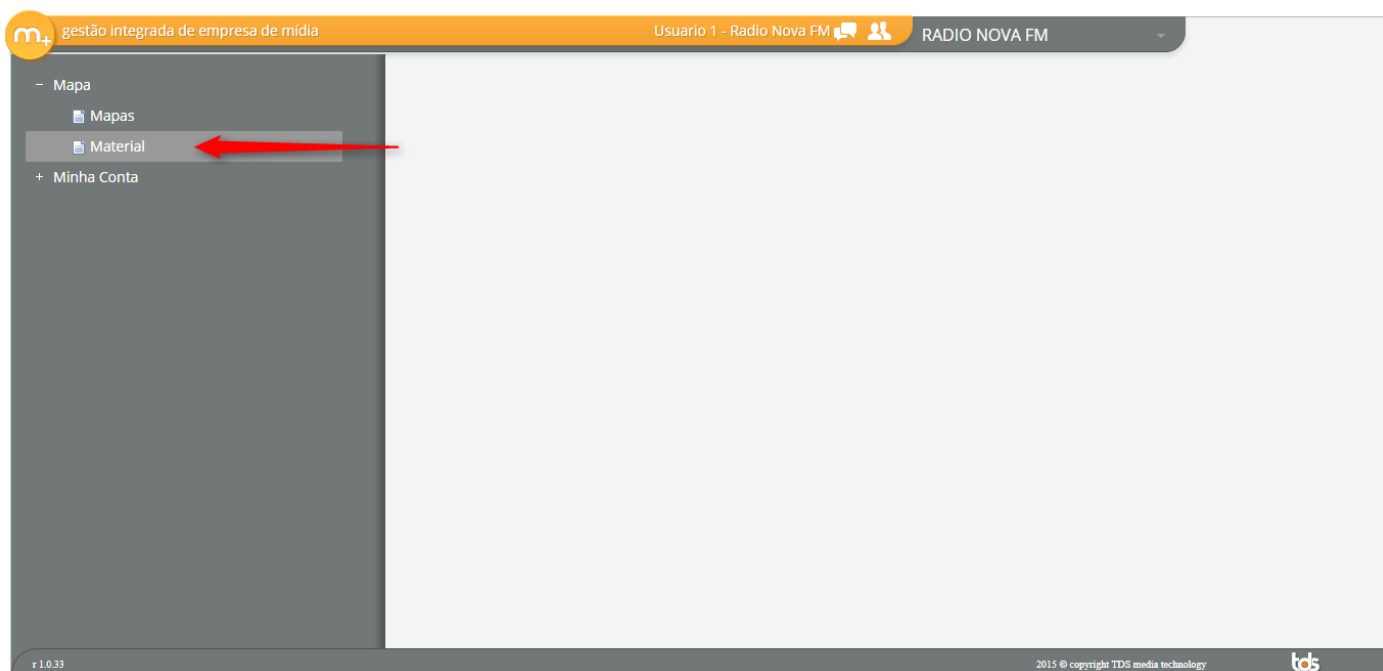 m+ gestão integrada de empresa de mídia Usuario 1 - Radio Nova FM RADIO NOVA FM
− Mapa
Mapas
Material
+ Minha Conta
r 1.0.33 2015 © copyright TDS media technology tds